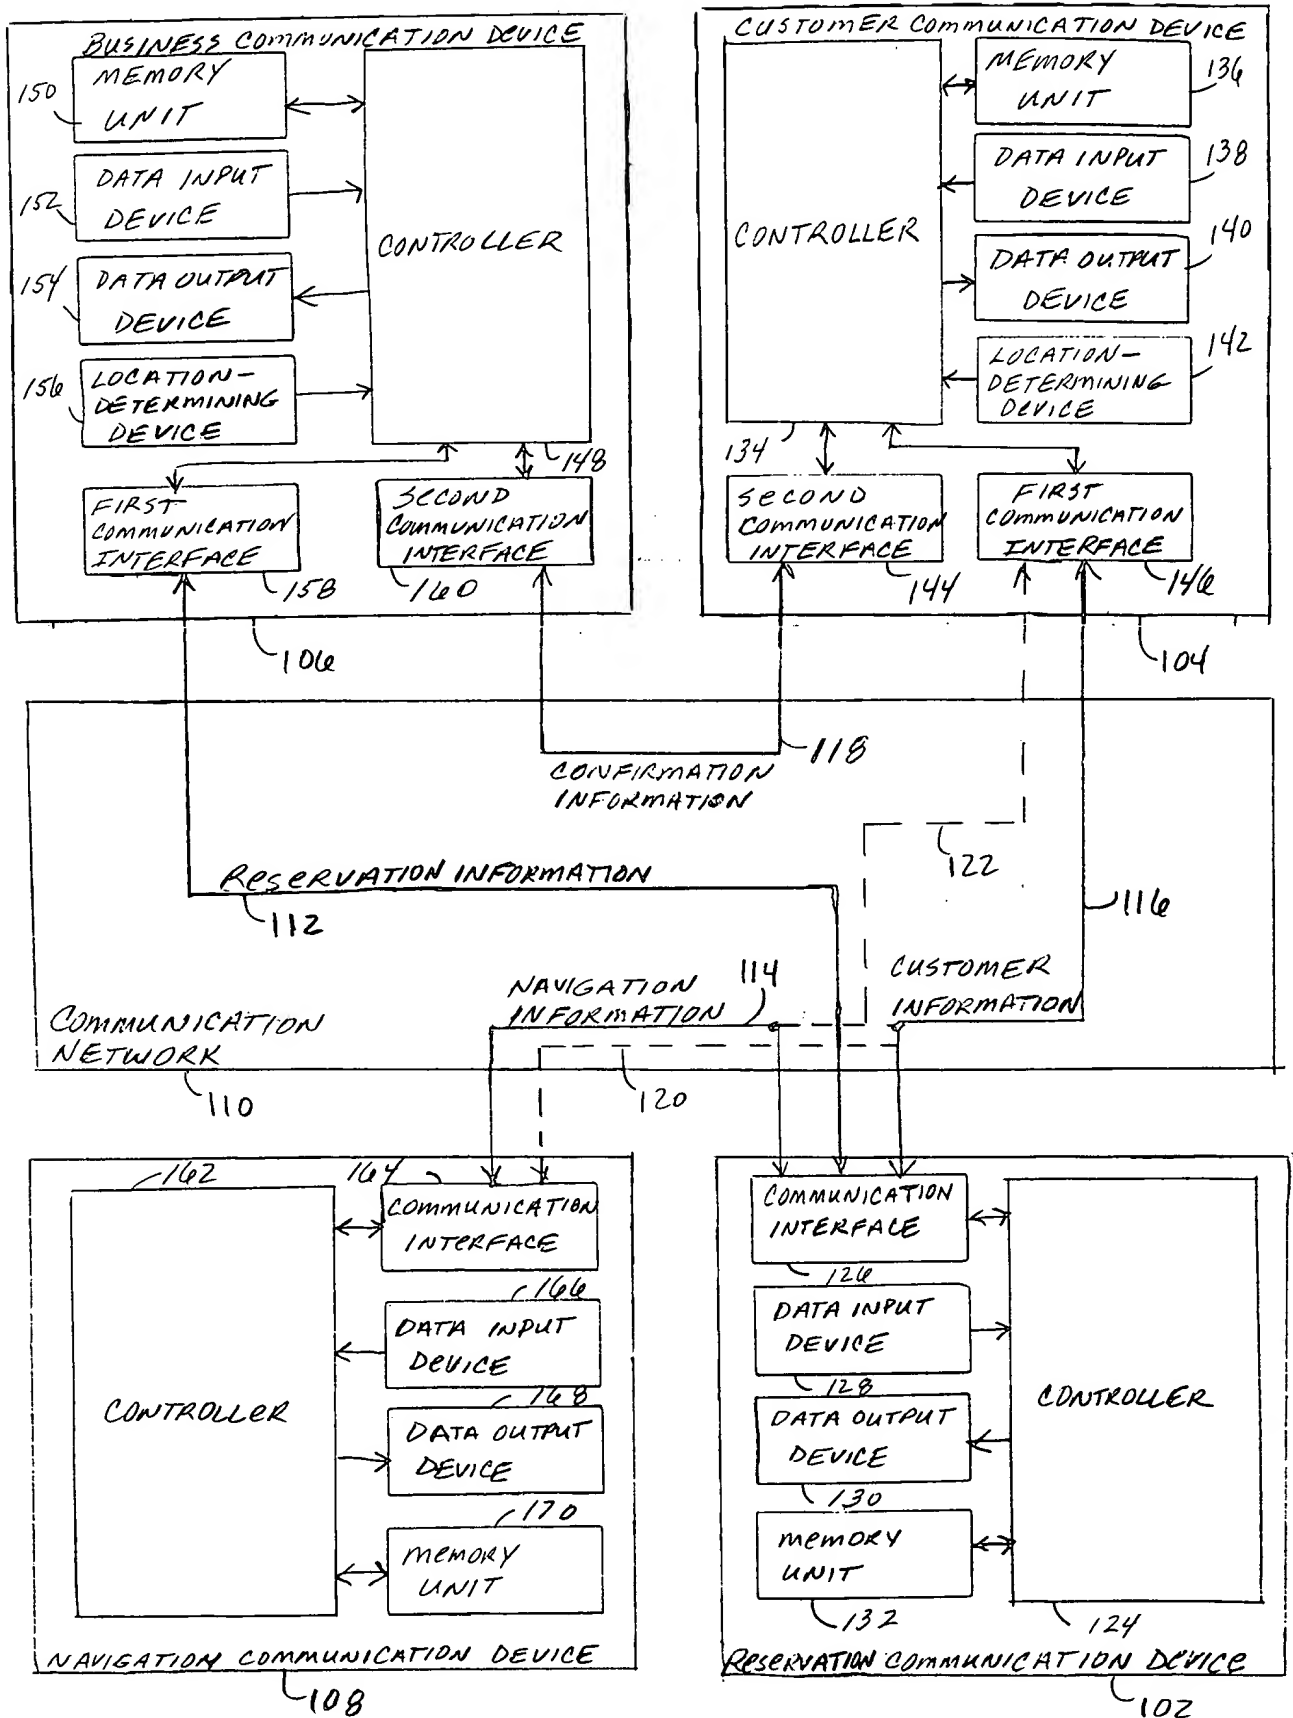 BUSINESS COMMUNICATION DEVICE
MEMORY
UNIT
150
DATA INPUT
DEVICE
152
CONTROLLER
154
DATA OUTPUT
DEVICE
156
LOCATION-
DETERMINING
DEVICE
148
FIRST
COMMUNICATION
INTERFACE
158
SECOND
COMMUNICATION
INTERFACE
160
106
CUSTOMER COMMUNICATION DEVICE
MEMORY
UNIT
136
DATA INPUT
DEVICE
138
CONTROLLER
DATA OUTPUT
DEVICE
140
LOCATION-
DETERMINING
DEVICE
142
134
SECOND
COMMUNICATION
INTERFACE
144
FIRST
COMMUNICATION
INTERFACE
146
104
118
CONFIRMATION
INFORMATION
122
RESERVATION INFORMATION
112
116
NAVIGATION
INFORMATION
114
CUSTOMER
INFORMATION
COMMUNICATION
NETWORK
110
120
162
164
COMMUNICATION
INTERFACE
166
DATA INPUT
DEVICE
168
CONTROLLER
DATA OUTPUT
DEVICE
170
MEMORY
UNIT
NAVIGATION COMMUNICATION DEVICE
108
COMMUNICATION
INTERFACE
126
DATA INPUT
DEVICE
128
CONTROLLER
DATA OUTPUT
DEVICE
130
MEMORY
UNIT
132
124
RESERVATION COMMUNICATION DEVICE
102